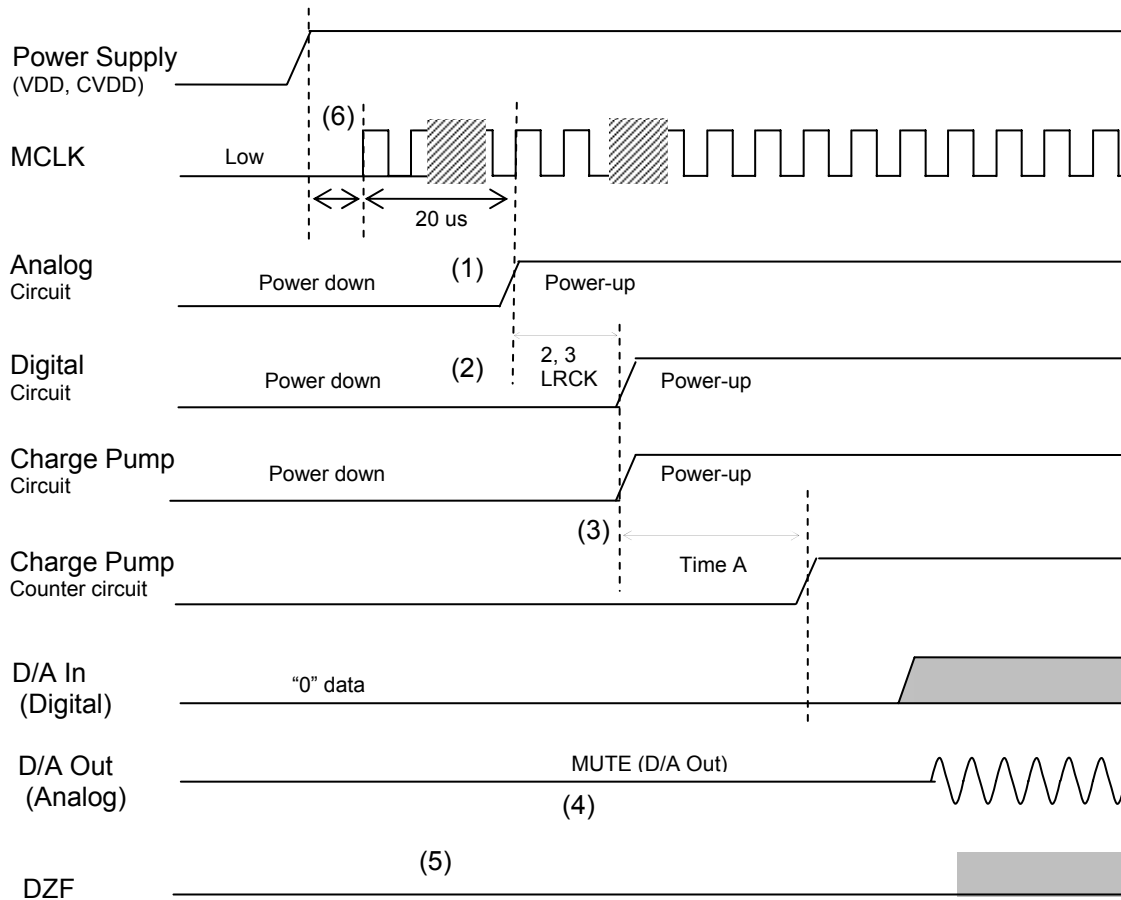 Power Supply
(VDD, CVDD)
(6)
MCLK
Low
20 us
Analog
Circuit
Power down
(1)
Power-up
Digital
Circuit
Power down
(2)
2, 3
LRCK
Power-up
Charge Pump
Circuit
Power down
Power-up
(3)
Charge Pump
Counter circuit
Time A
D/A In
(Digital)
“0” data
D/A Out
(Analog)
MUTE (D/A Out)
(4)
(5)
DZF